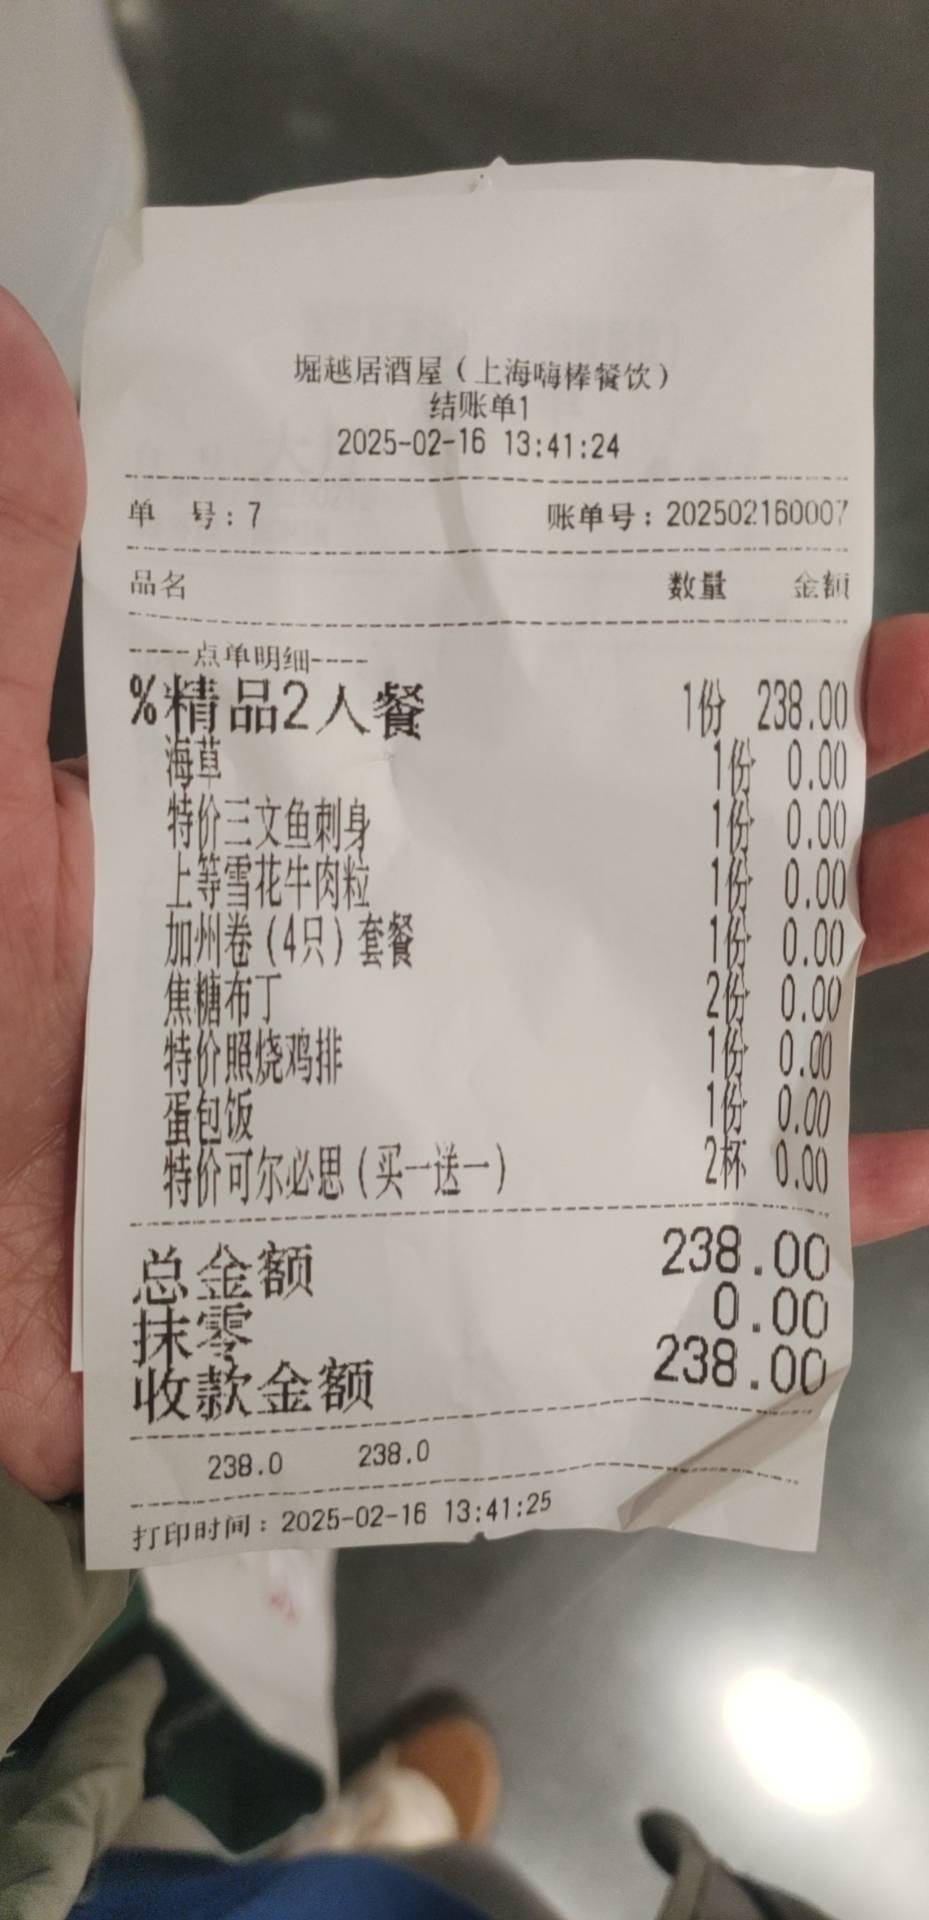 堀越居酒屋（上海嗨棒餐饮）
结账单1
2025-02-16 13:41:24
单 号：7 账单号：202502160007
品名 数量 金额
----点单明细----
%精品2人餐 1份 238.00
海草 1份 0.00
特价三文鱼刺身 1份 0.00
上等雪花牛肉粒 1份 0.00
加州卷（4只）套餐 1份 0.00
焦糖布丁 2份 0.00
特价照烧鸡排 1份 0.00
蛋包饭 1份 0.00
特价可尔必思（买一送一） 2杯 0.00
总金额 238.00
抹零 0.00
收款金额 238.00
238.0 238.0
打印时间：2025-02-16 13:41:25